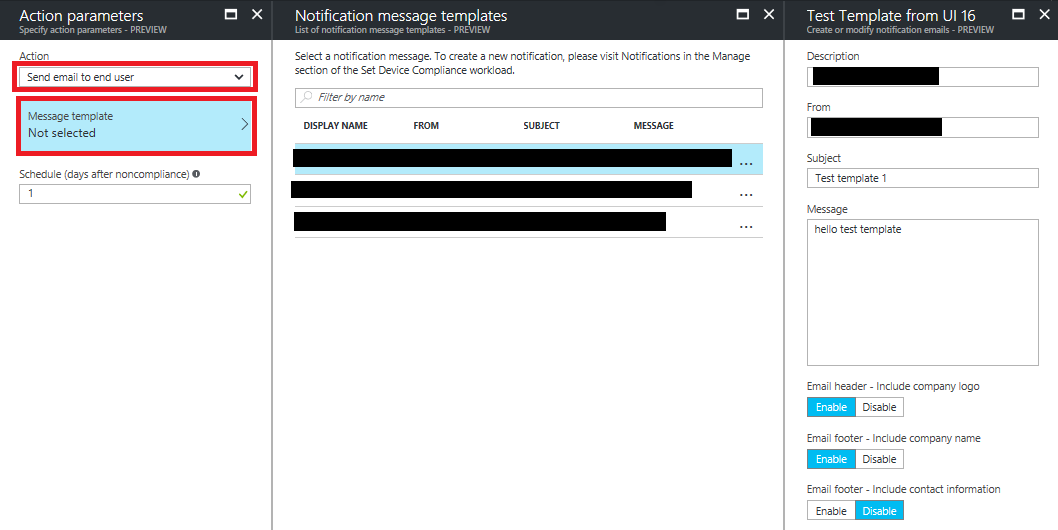 Action parameters
Specify action parameters - PREVIEW
Action
Send email to end user
Message template
Not selected
Schedule (days after noncompliance)
1
Notification message templates
List of notification message templates - PREVIEW
Select a notification message. To create a new notification, please visit Notifications in the Manage
section of the Set Device Compliance workload.
Filter by name
DISPLAY NAME FROM SUBJECT MESSAGE
...
...
...
Test Template from UI 16
Create or modify notification emails - PREVIEW
Description
From
Subject
Test template 1
Message
hello test template
Email header - Include company logo
Enable Disable
Email footer - Include company name
Enable Disable
Email footer - Include contact information
Enable Disable